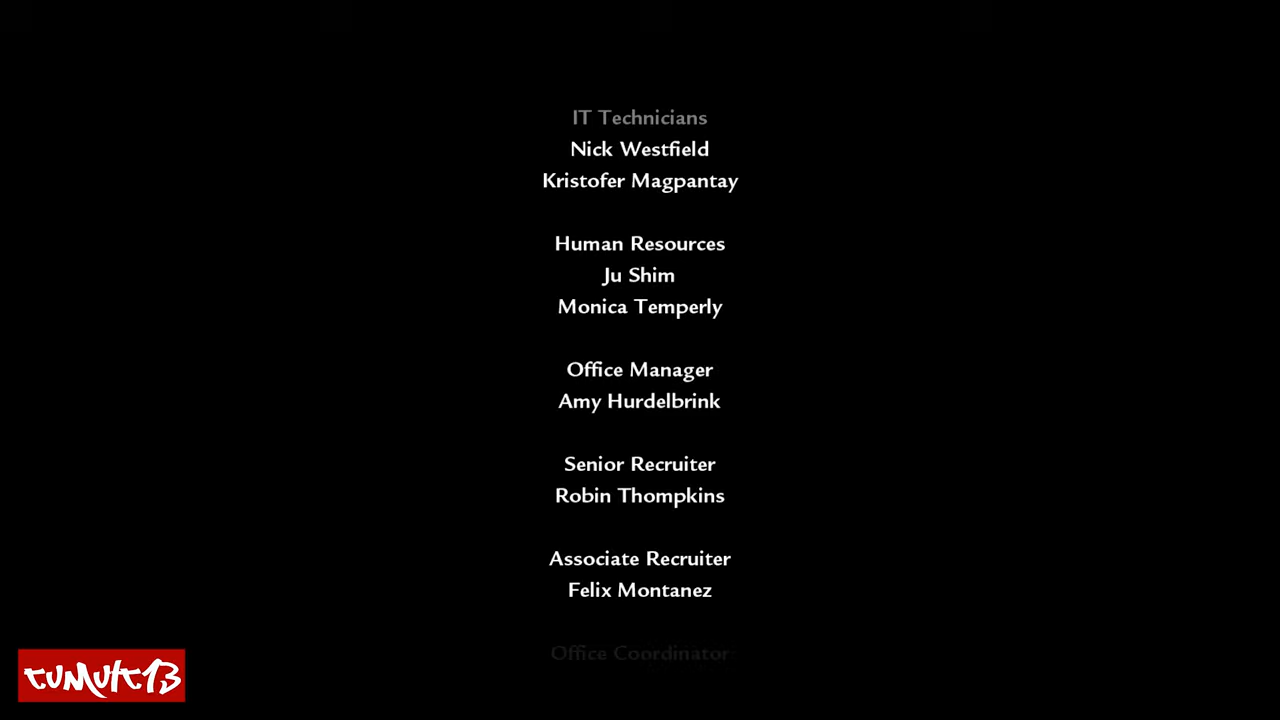 IT Technicians
Nick Westfield
Kristofer Magpantay
Human Resources
Ju Shim
Monica Temperly
Office Manager
Amy Hurdelbrink
Senior Recruiter
Robin Thompkins
Associate Recruiter
Felix Montanez
Office Coordinator
tumult13